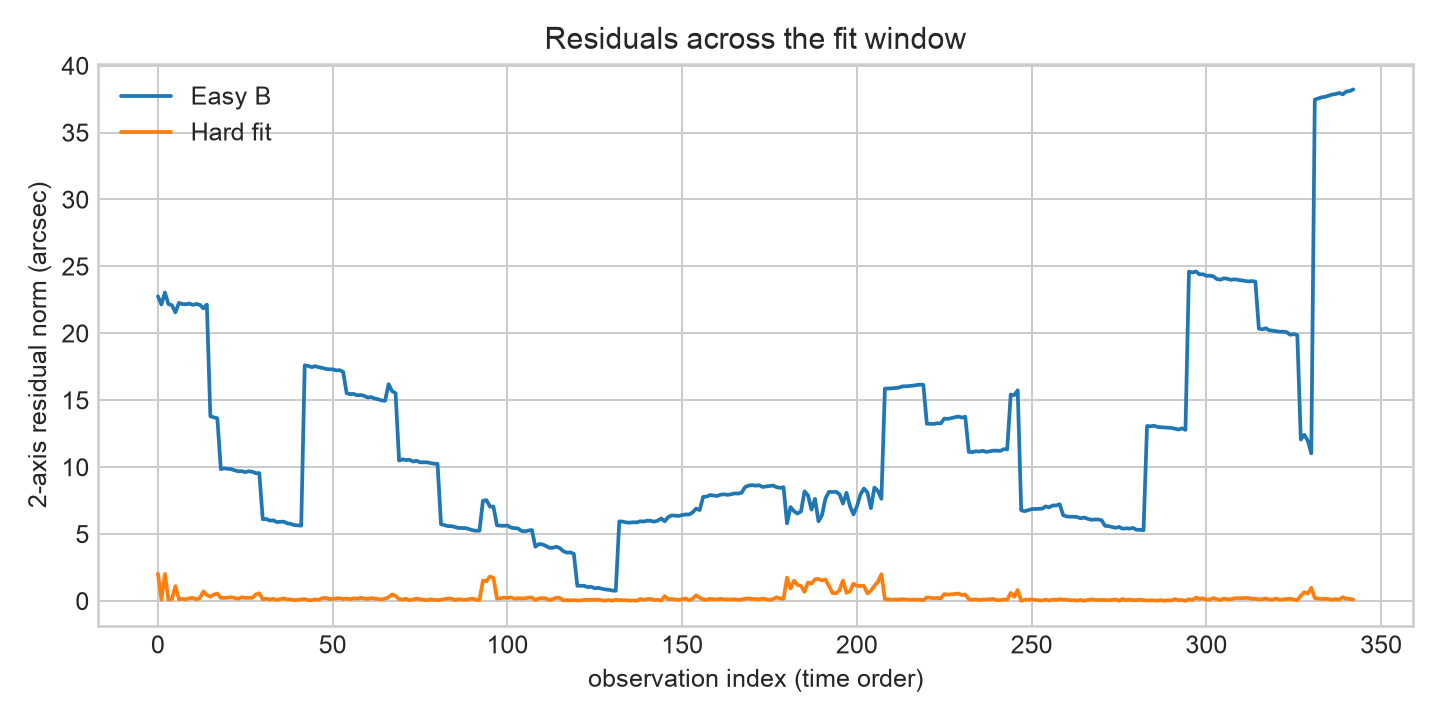 Residuals across the fit window
Easy B
Hard fit
40
35
30
25
20
15
10
5
0
2-axis residual norm (arcsec)
0 50 100 150 200 250 300 350
observation index (time order)